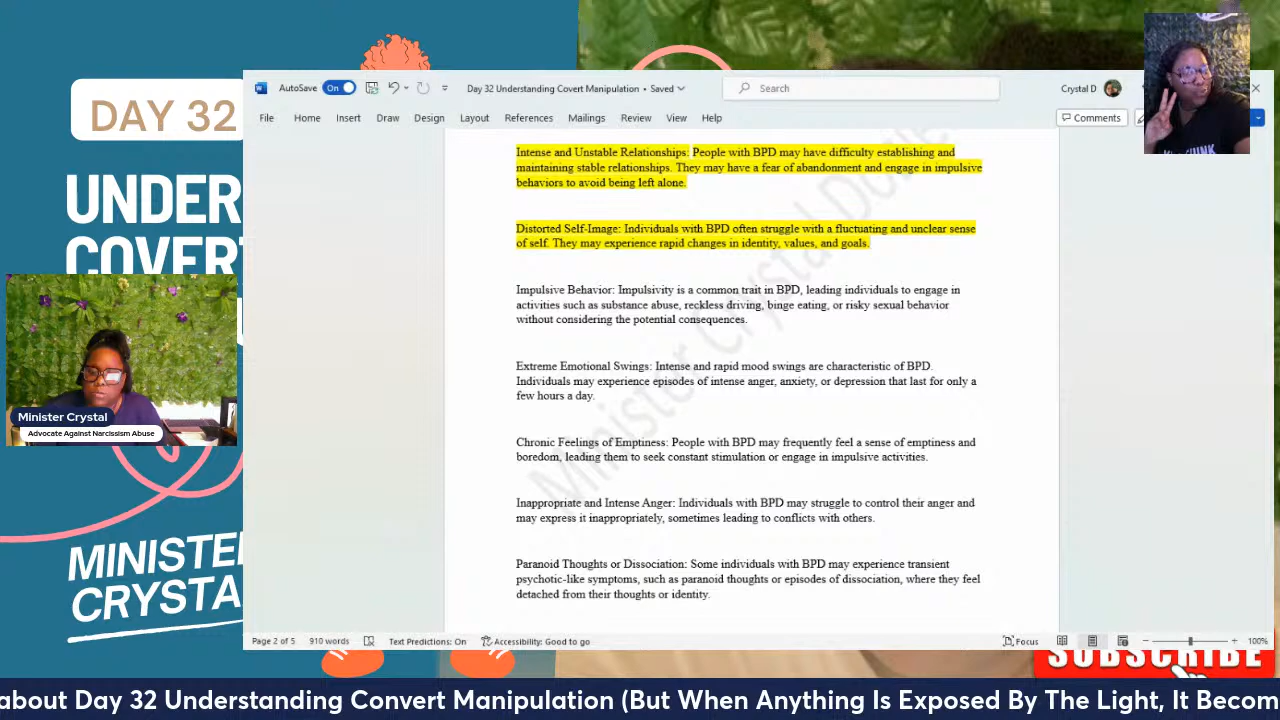 DAY 32
UNDER
COVERT
MINISTE
CRYSTA
Minister Crystal
Advocate Against Narcissism Abuse
AutoSave On
Day 32 Understanding Covert Manipulation • Saved
Search
Crystal D
File Home Insert Draw Design Layout References Mailings Review View Help
Comments
Intense and Unstable Relationships: People with BPD may have difficulty establishing and
maintaining stable relationships. They may have a fear of abandonment and engage in impulsive
behaviors to avoid being left alone.
Distorted Self-Image: Individuals with BPD often struggle with a fluctuating and unclear sense
of self. They may experience rapid changes in identity, values, and goals.
Impulsive Behavior: Impulsivity is a common trait in BPD, leading individuals to engage in
activities such as substance abuse, reckless driving, binge eating, or risky sexual behavior
without considering the potential consequences.
Extreme Emotional Swings: Intense and rapid mood swings are characteristic of BPD.
Individuals may experience episodes of intense anger, anxiety, or depression that last for only a
few hours a day.
Chronic Feelings of Emptiness: People with BPD may frequently feel a sense of emptiness and
boredom, leading them to seek constant stimulation or engage in impulsive activities.
Inappropriate and Intense Anger: Individuals with BPD may struggle to control their anger and
may express it inappropriately, sometimes leading to conflicts with others.
Paranoid Thoughts or Dissociation: Some individuals with BPD may experience transient
psychotic-like symptoms, such as paranoid thoughts or episodes of dissociation, where they feel
detached from their thoughts or identity.
Minister Crystal
Page 2 of 5 910 words Text Predictions: On Accessibility: Good to go
Focus
100%
SUBSCRIBE
about Day 32 Understanding Convert Manipulation (But When Anything Is Exposed By The Light, It Becom